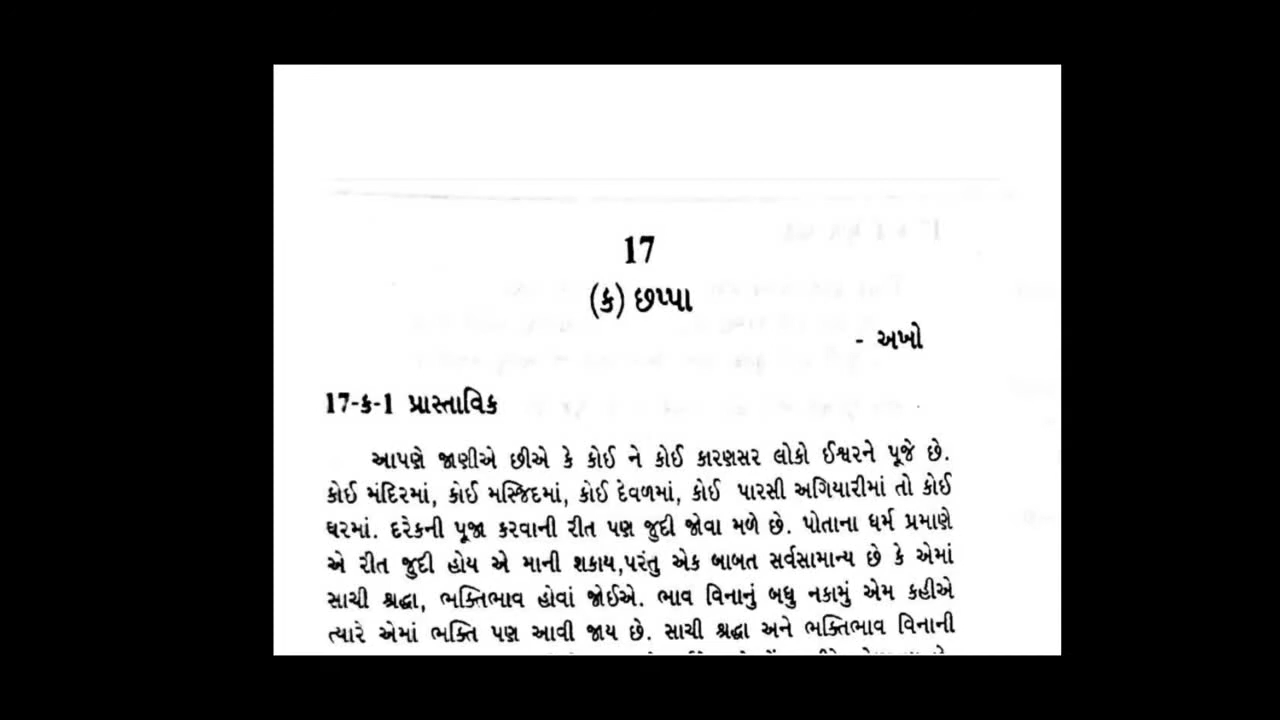 17
(ક) છપ્પા
- અખો
17-ક-1 પ્રાસ્તાવિક
આપણે જાણીએ છીએ કે કોઈ ને કોઈ કારણસર લોકો ઈશ્વરને પૂજે છે.
કોઈ મંદિરમાં, કોઈ મસ્જિદમાં, કોઈ દેવળમાં, કોઈ પારસી અગિયારીમાં તો કોઈ
ઘરમાં. દરેકની પૂજા કરવાની રીત પણ જુદી જોવા મળે છે. પોતાના ધર્મ પ્રમાણે
એ રીત જુદી હોય એ માની શકાય,પરંતુ એક બાબત સર્વસામાન્ય છે કે એમાં
સાચી શ્રદ્ધા, ભક્તિભાવ હોવાં જોઈએ. ભાવ વિનાનું બધુ નકામું એમ કહીએ
ત્યારે એમાં ભક્તિ પણ આવી જાય છે. સાચી શ્રદ્ધા અને ભક્તિભાવ વિનાની